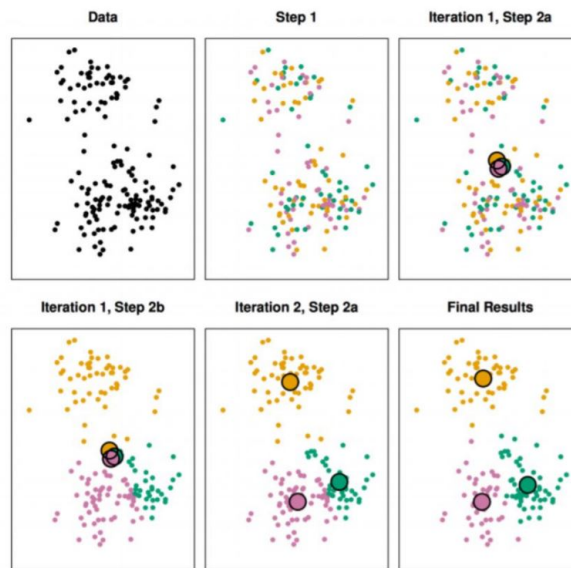 Data
Step 1
Iteration 1, Step 2a
Iteration 1, Step 2b
Iteration 2, Step 2a
Final Results